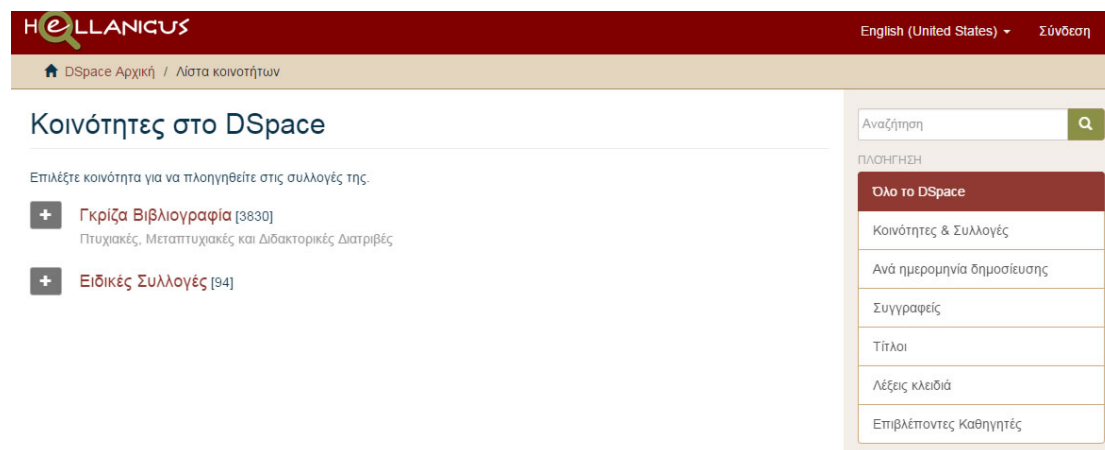 HeLLANICUS
English (United States) Σύνδεση
DSpace Αρχική / Λίστα κοινοτήτων
Κοινότητες στο DSpace
Επιλέξτε κοινότητα για να πλοηγηθείτε στις συλλογές της.
Γκρίζα Βιβλιογραφία [3830]
Πτυχιακές, Μεταπτυχιακές και Διδακτορικές Διατριβές
Ειδικές Συλλογές [94]
Αναζήτηση
ΠΛΟΉΓΗΣΗ
Όλο το DSpace
Κοινότητες & Συλλογές
Ανά ημερομηνία δημοσίευσης
Συγγραφείς
Τίτλοι
Λέξεις κλειδιά
Επιβλέποντες Καθηγητές